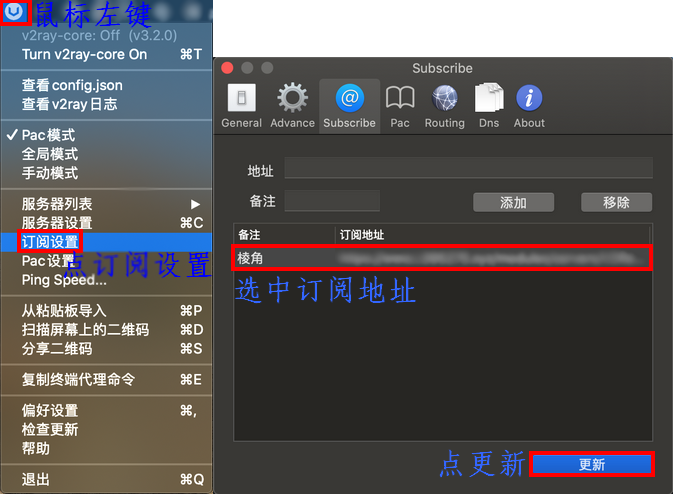 鼠标左键
v2ray-core: Off (v3.2.0)
Turn v2ray-core On ⌘T
查看config.json
查看v2ray日志
✓ Pac模式
全局模式
手动模式
服务器列表 ▶
服务器设置 ⌘C
订阅设置
点订阅设置
Pac设置
Ping Speed...
从粘贴板导入 ⌘P
扫描屏幕上的二维码 ⌘D
分享二维码 ⌘S
复制终端代理命令 ⌘E
偏好设置 ⌘,
检查更新
帮助
退出 ⌘Q
Subscribe
General Advance Subscribe Pac Routing Dns About
地址
备注 添加 移除
备注 订阅地址
棱角
选中订阅地址
点更新 更新